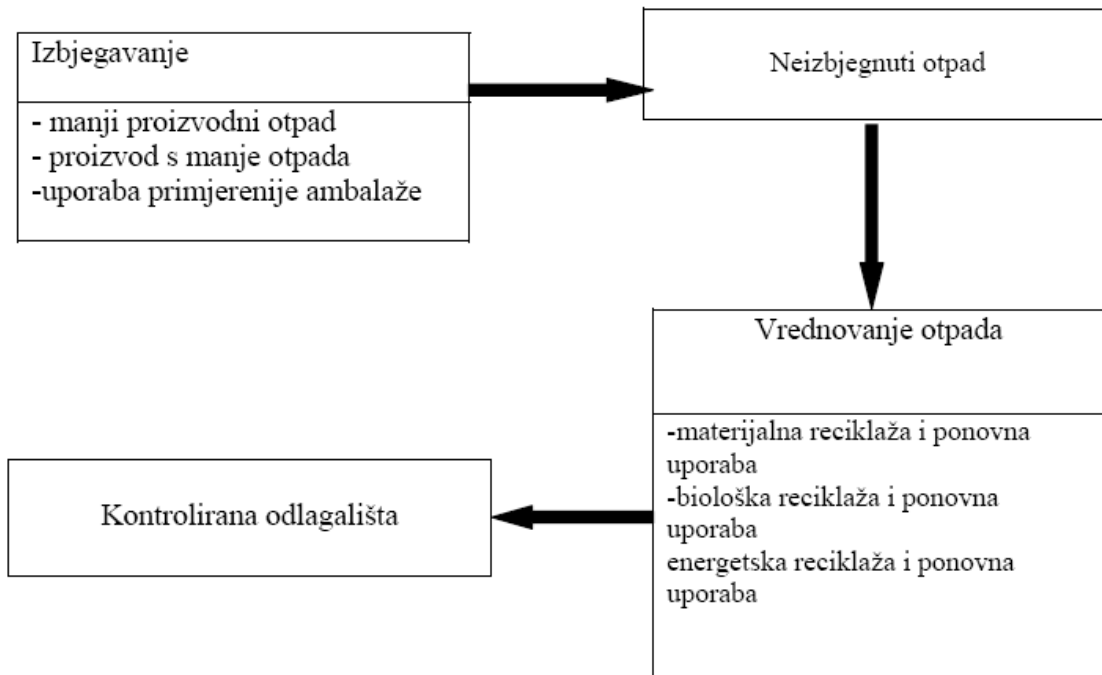 Izbjegavanje
- manji proizvodni otpad
- proizvod s manje otpada
-uporaba primjerenije ambalaže
Neizbjegnuti otpad
Vrednovanje otpada
-materijalna reciklaža i ponovna
uporaba
-biološka reciklaža i ponovna
uporaba
energetska reciklaža i ponovna
uporaba
Kontrolirana odlagališta